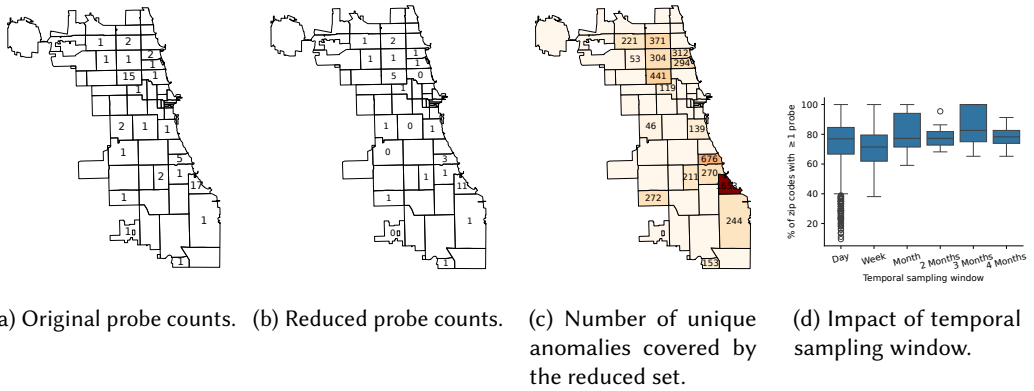 1 2
1 1 2
1
15 1
1
2 1 1
1
5
2 1
17
1
1
1
1
1 2
1 1 1
1
5 0
1
1 0 1
0
3
1 1
11
1
1
0
1
221 371
53 304 312
294
441
119
46 139
676
211 270
272
244
153
100
80
60
40
20
% of zip codes with ≥1 probe
Day Week Month 2 Months 3 Months 4 Months
Temporal sampling window
a) Original probe counts.
(b) Reduced probe counts.
(c) Number of unique
anomalies covered by
the reduced set.
(d) Impact of temporal
sampling window.